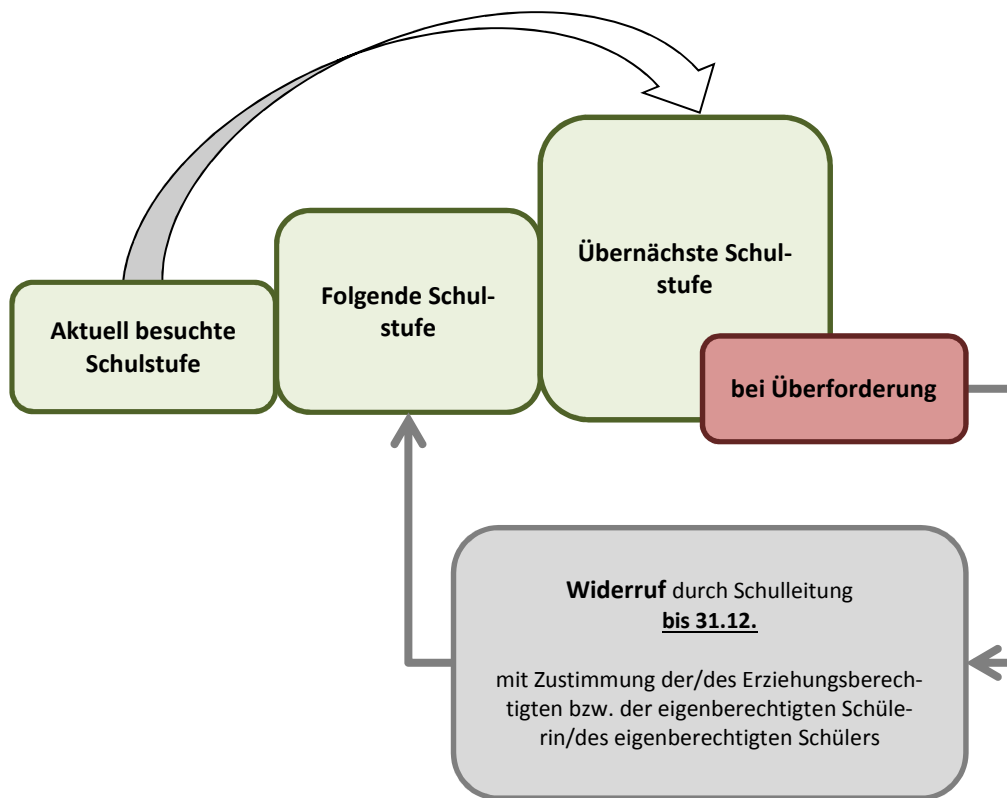 Aktuell besuchte
Schulstufe
Folgende Schul-
stufe
Übernächste Schul-
stufe
bei Überforderung
Widerruf durch Schulleitung
bis 31.12.
mit Zustimmung der/des Erziehungsberech-
tigten bzw. der eigenberechtigten Schüle-
rin/des eigenberechtigten Schülers